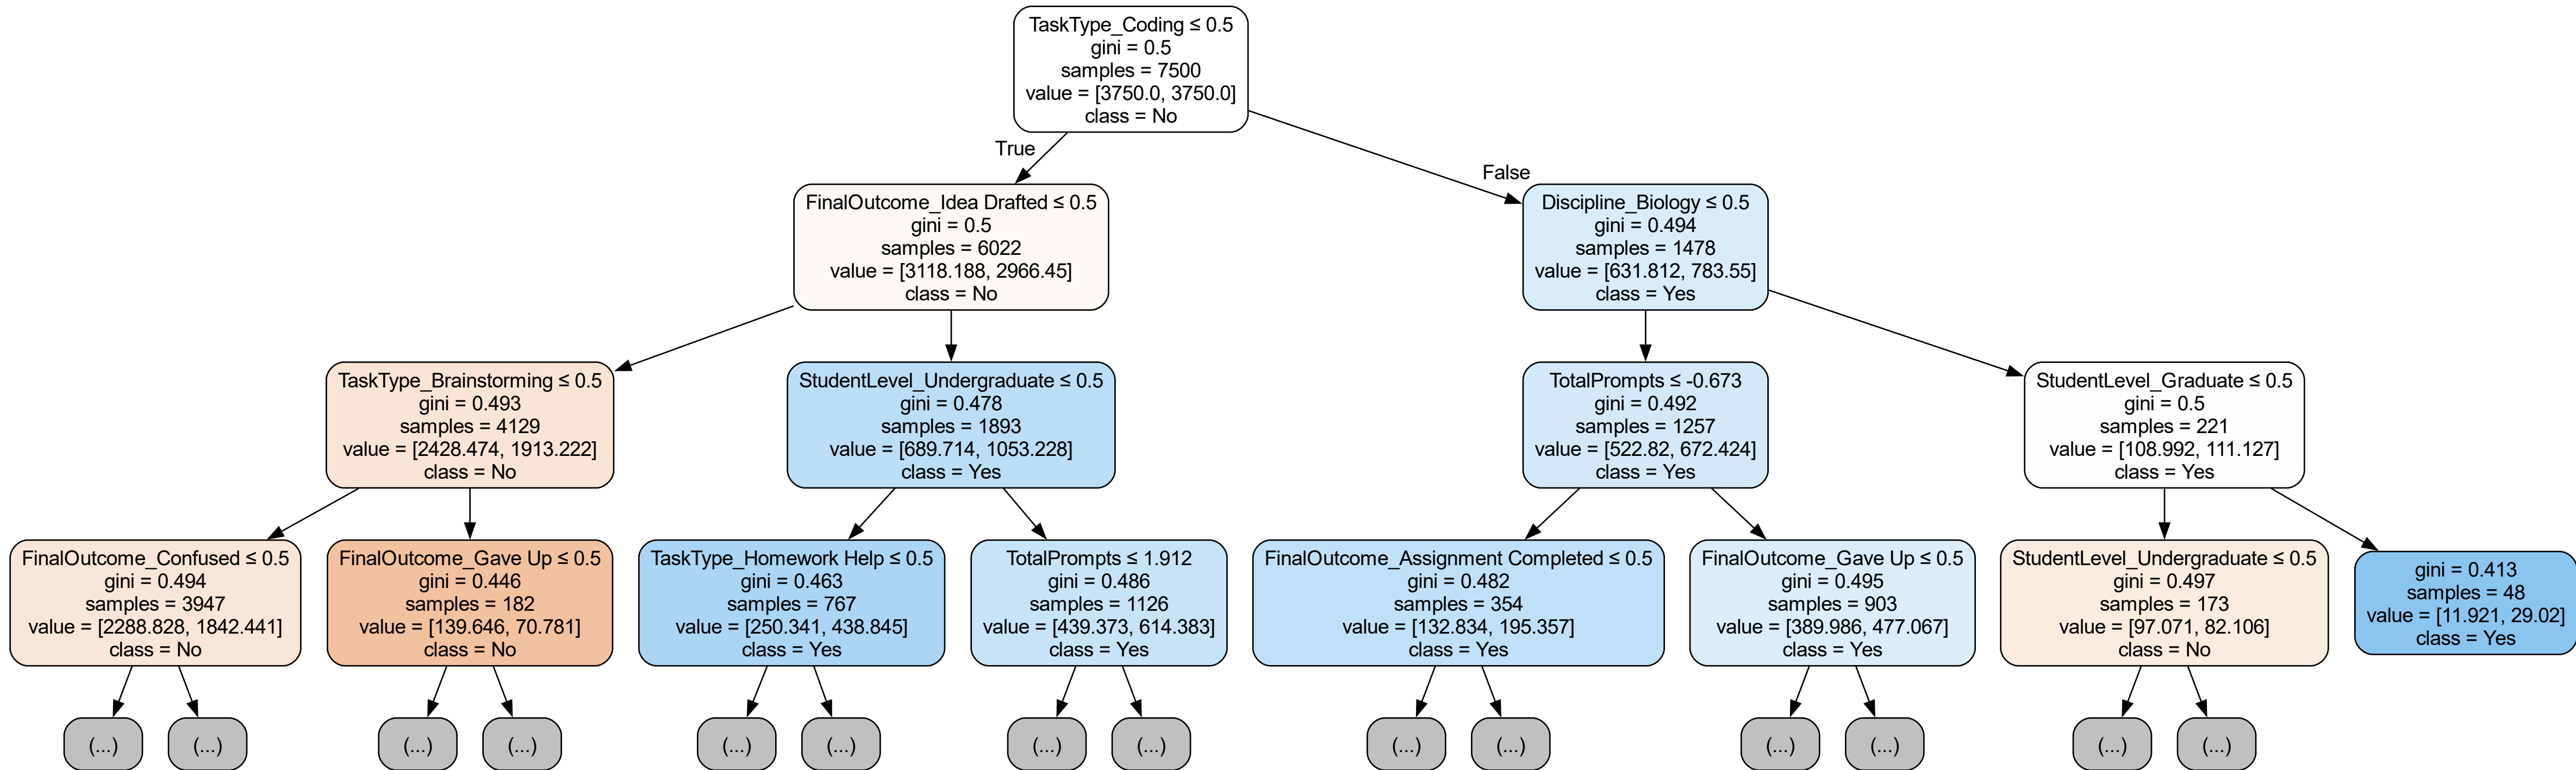 TaskType_Coding ≤ 0.5
gini = 0.5
samples = 7500
value = [3750.0, 3750.0]
class = No
True
False
FinalOutcome_Idea Drafted ≤ 0.5
gini = 0.5
samples = 6022
value = [3118.188, 2966.45]
class = No
Discipline_Biology ≤ 0.5
gini = 0.494
samples = 1478
value = [631.812, 783.55]
class = Yes
TaskType_Brainstorming ≤ 0.5
gini = 0.493
samples = 4129
value = [2428.474, 1913.222]
class = No
StudentLevel_Undergraduate ≤ 0.5
gini = 0.478
samples = 1893
value = [689.714, 1053.228]
class = Yes
TotalPrompts ≤ -0.673
gini = 0.492
samples = 1257
value = [522.82, 672.424]
class = Yes
StudentLevel_Graduate ≤ 0.5
gini = 0.5
samples = 221
value = [108.992, 111.127]
class = Yes
FinalOutcome_Confused ≤ 0.5
gini = 0.494
samples = 3947
value = [2288.828, 1842.441]
class = No
FinalOutcome_Gave Up ≤ 0.5
gini = 0.446
samples = 182
value = [139.646, 70.781]
class = No
TaskType_Homework Help ≤ 0.5
gini = 0.463
samples = 767
value = [250.341, 438.845]
class = Yes
TotalPrompts ≤ 1.912
gini = 0.486
samples = 1126
value = [439.373, 614.383]
class = Yes
FinalOutcome_Assignment Completed ≤ 0.5
gini = 0.482
samples = 354
value = [132.834, 195.357]
class = Yes
FinalOutcome_Gave Up ≤ 0.5
gini = 0.495
samples = 903
value = [389.986, 477.067]
class = Yes
StudentLevel_Undergraduate ≤ 0.5
gini = 0.497
samples = 173
value = [97.071, 82.106]
class = No
gini = 0.413
samples = 48
value = [11.921, 29.02]
class = Yes
(...)
(...)
(...)
(...)
(...)
(...)
(...)
(...)
(...)
(...)
(...)
(...)
(...)
(...)